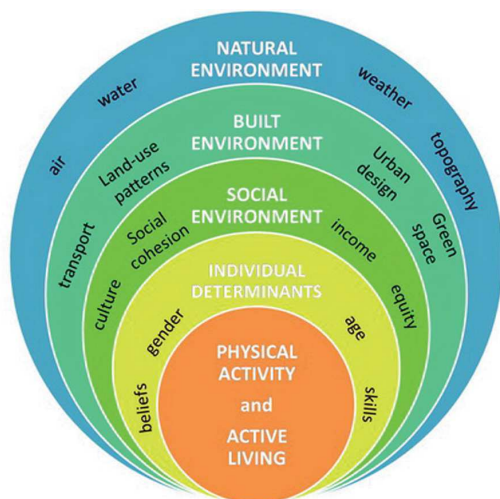 NATURAL
ENVIRONMENT
air
water
weather
topography
BUILT
ENVIRONMENT
transport
Land-use
patterns
Urban
design
Green
space
SOCIAL
ENVIRONMENT
culture
Social
cohesion
income
equity
INDIVIDUAL
DETERMINANTS
beliefs
gender
age
skills
PHYSICAL
ACTIVITY
and
ACTIVE
LIVING